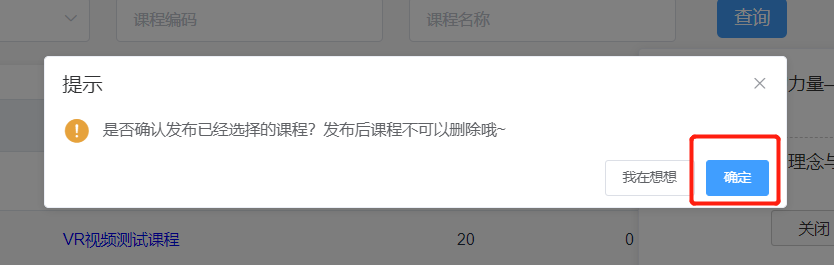 课程编码
课程名称
查询
提示
力量—
是否确认发布已经选择的课程？发布后课程不可以删除哦~
理念与
我在想想
确定
关闭
VR视频测试课程
20
0